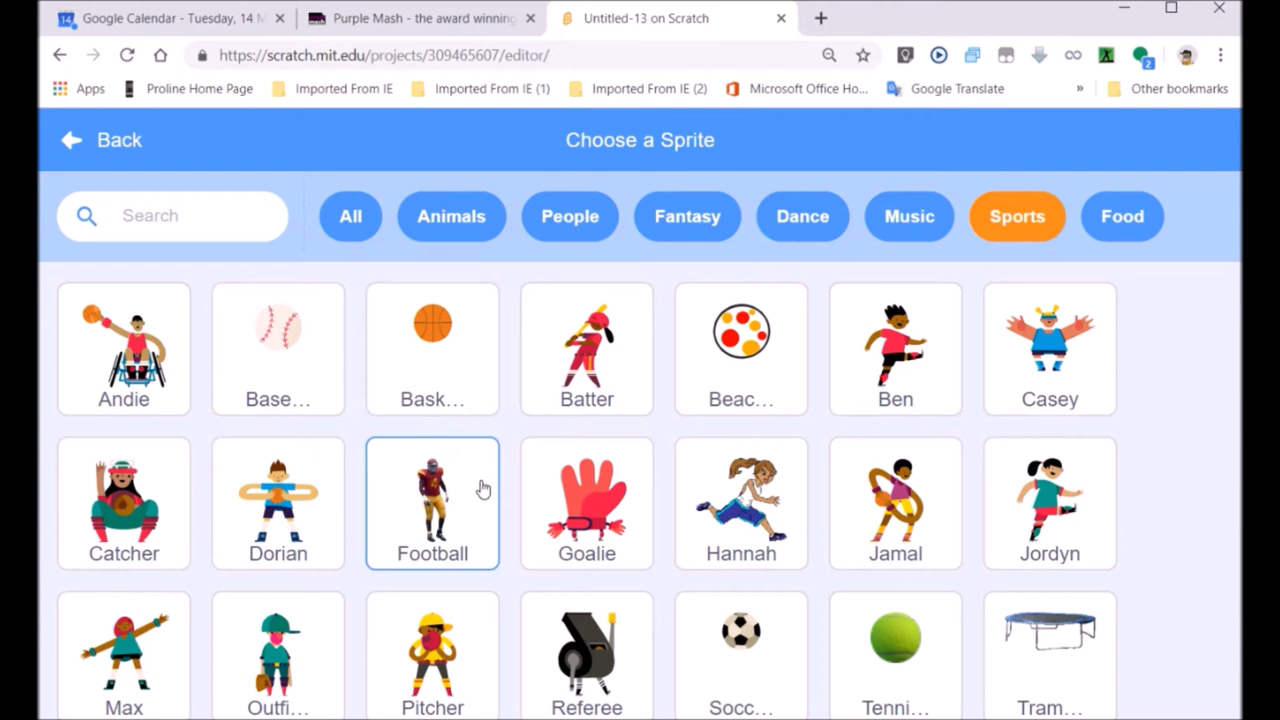 14 Google Calendar - Tuesday, 14 M
Purple Mash - the award winning
Untitled-13 on Scratch
https://scratch.mit.edu/projects/309465607/editor/
2
Apps Proline Home Page Imported From IE Imported From IE (1) Imported From IE (2) Microsoft Office Ho... Google Translate » Other bookmarks
Back Choose a Sprite
Search All Animals People Fantasy Dance Music Sports Food
Andie Base... Bask... Batter Beac... Ben Casey
Catcher Dorian Football Goalie Hannah Jamal Jordyn
Max Outfi... Pitcher Referee Socc... Tenni... Tram...